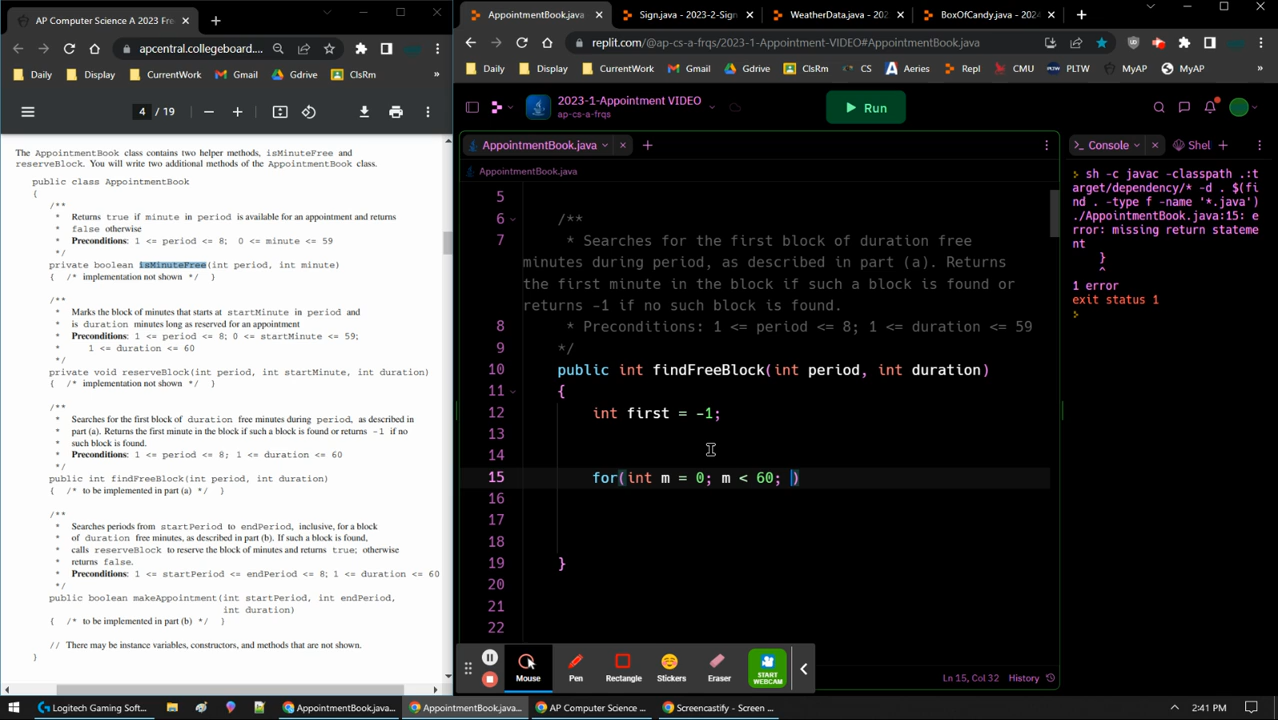 AP Computer Science A 2023 Fre
apcentral.collegeboard....
Daily
Display
CurrentWork
Gmail
Gdrive
ClsRm
»
4 / 19
The AppointmentBook class contains two helper methods, isMinuteFree and
reserveBlock. You will write two additional methods of the AppointmentBook class.
public class AppointmentBook
{
/**
* Returns true if minute in period is available for an appointment and returns
* false otherwise
* Preconditions: 1 <= period <= 8; 0 <= minute <= 59
*/
private boolean isMinuteFree(int period, int minute)
{ /* implementation not shown */ }
/**
* Marks the block of minutes that starts at startMinute in period and
* is duration minutes long as reserved for an appointment
* Preconditions: 1 <= period <= 8; 0 <= startMinute <= 59;
* 1 <= duration <= 60
*/
private void reserveBlock(int period, int startMinute, int duration)
{ /* implementation not shown */ }
/**
* Searches for the first block of duration free minutes during period, as described in
* part (a). Returns the first minute in the block if such a block is found or returns -1 if no
* such block is found.
* Preconditions: 1 <= period <= 8; 1 <= duration <= 60
*/
public int findFreeBlock(int period, int duration)
{ /* to be implemented in part (a) */ }
/**
* Searches periods from startPeriod to endPeriod, inclusive, for a block
* of duration free minutes, as described in part (b). If such a block is found,
* calls reserveBlock to reserve the block of minutes and returns true; otherwise
* returns false.
* Preconditions: 1 <= startPeriod <= endPeriod <= 8; 1 <= duration <= 60
*/
public boolean makeAppointment(int startPeriod, int endPeriod,
int duration)
{ /* to be implemented in part (b) */ }
// There may be instance variables, constructors, and methods that are not shown.
}
AppointmentBook.java
Sign.java - 2023-2-Sign
WeatherData.java - 202
BoxOfCandy.java - 2024
replit.com/@ap-cs-a-frqs/2023-1-Appointment-VIDEO#AppointmentBook.java
Daily
Display
CurrentWork
Gmail
Gdrive
ClsRm
CS
Aeries
Repl
CMU
PLTW
MyAP
MyAP
»
2023-1-Appointment VIDEO
ap-cs-a-frqs
Run
AppointmentBook.java
AppointmentBook.java
5
6 /**
7 * Searches for the first block of duration free
minutes during period, as described in part (a). Returns
the first minute in the block if such a block is found or
returns -1 if no such block is found.
8 * Preconditions: 1 <= period <= 8; 1 <= duration <= 59
9 */
10 public int findFreeBlock(int period, int duration)
11 {
12 int first = -1;
13
14
15 for(int m = 0; m < 60; )
16
17
18
19 }
20
21
22
Console
Shel
sh -c javac -classpath .:t
arget/dependency/* -d . $(fi
nd . -type f -name '*.java')
./AppointmentBook.java:15: e
rror: missing return stateme
nt
}
^
1 error
exit status 1
Mouse
Pen
Rectangle
Stickers
Eraser
START
WEBCAM
Ln 15, Col 32
History
Logitech Gaming Soft...
AppointmentBook.java...
AppointmentBook.java...
AP Computer Science ...
Screencastify - Screen ...
2:41 PM